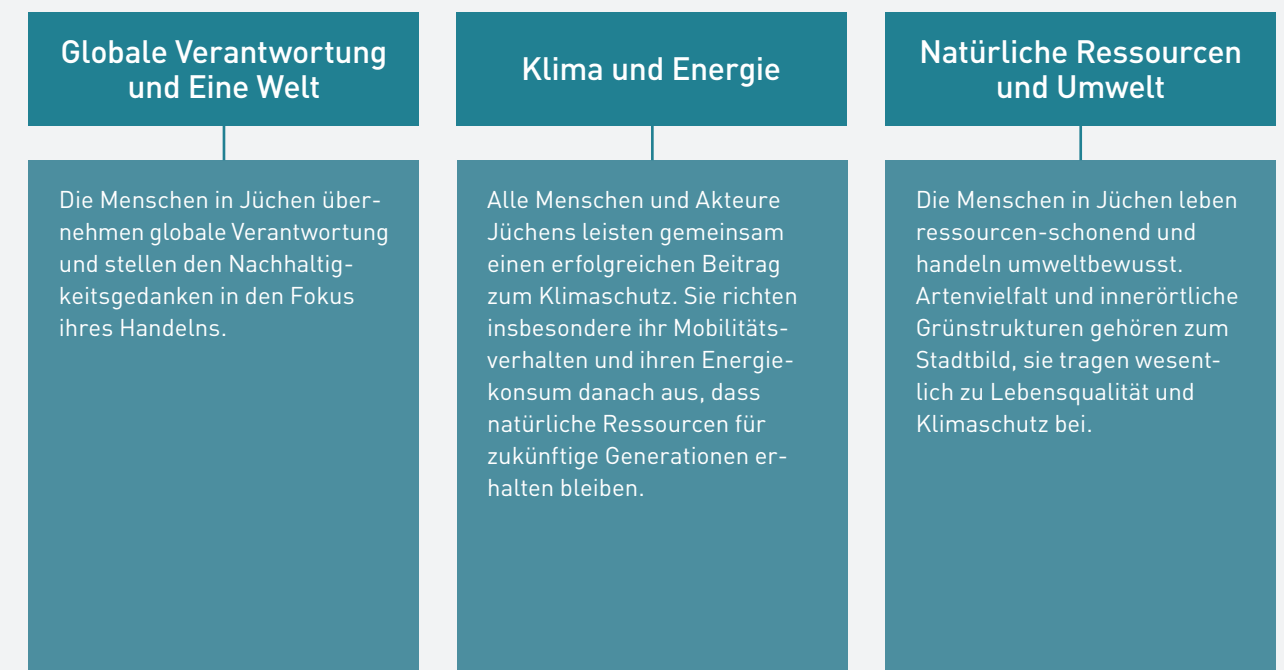 Globale Verantwortung
und Eine Welt
Die Menschen in Jüchen über-
nehmen globale Verantwortung
und stellen den Nachhaltig-
keitsgedanken in den Fokus
ihres Handelns.
Klima und Energie
Alle Menschen und Akteure
Jüchens leisten gemeinsam
einen erfolgreichen Beitrag
zum Klimaschutz. Sie richten
insbesondere ihr Mobilitäts-
verhalten und ihren Energie-
konsum danach aus, dass
natürliche Ressourcen für
zukünftige Generationen er-
halten bleiben.
Natürliche Ressourcen
und Umwelt
Die Menschen in Jüchen leben
ressourcen-schonend und
handeln umweltbewusst.
Artenvielfalt und innerörtliche
Grünstrukturen gehören zum
Stadtbild, sie tragen wesent-
lich zu Lebensqualität und
Klimaschutz bei.